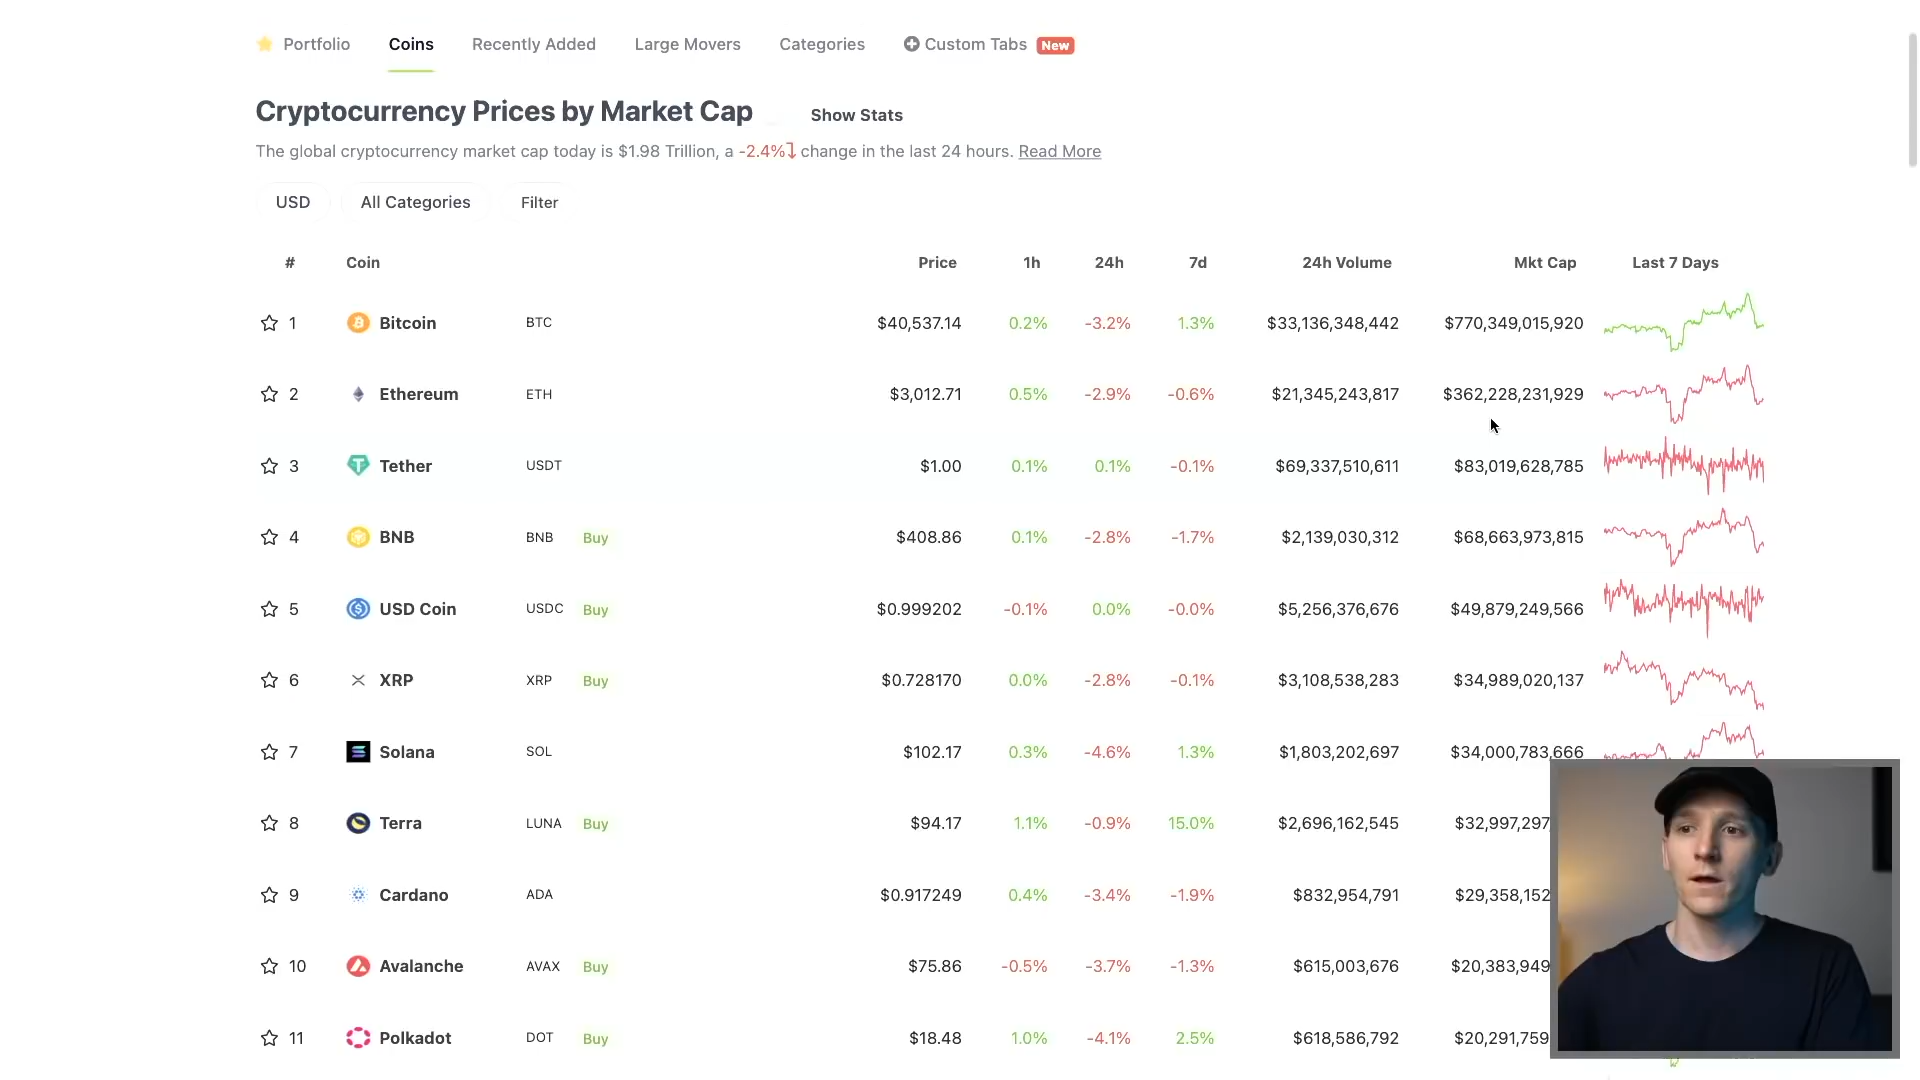 Portfolio Coins Recently Added Large Movers Categories Custom Tabs New
Cryptocurrency Prices by Market Cap Show Stats
The global cryptocurrency market cap today is $1.98 Trillion, a -2.4% change in the last 24 hours. Read More
USD All Categories Filter
# Coin Price 1h 24h 7d 24h Volume Mkt Cap Last 7 Days
1 Bitcoin BTC $40,537.14 0.2% -3.2% 1.3% $33,136,348,442 $770,349,015,920
2 Ethereum ETH $3,012.71 0.5% -2.9% -0.6% $21,345,243,817 $362,228,231,929
3 Tether USDT $1.00 0.1% 0.1% -0.1% $69,337,510,611 $83,019,628,785
4 BNB BNB Buy $408.86 0.1% -2.8% -1.7% $2,139,030,312 $68,663,973,815
5 USD Coin USDC Buy $0.999202 -0.1% 0.0% -0.0% $5,256,376,676 $49,879,249,566
6 XRP XRP Buy $0.728170 0.0% -2.8% -0.1% $3,108,538,283 $34,989,020,137
7 Solana SOL $102.17 0.3% -4.6% 1.3% $1,803,202,697 $34,000,783,666
8 Terra LUNA Buy $94.17 1.1% -0.9% 15.0% $2,696,162,545 $32,997,297,
9 Cardano ADA $0.917249 0.4% -3.4% -1.9% $832,954,791 $29,358,152
10 Avalanche AVAX Buy $75.86 -0.5% -3.7% -1.3% $615,003,676 $20,383,949
11 Polkadot DOT Buy $18.48 1.0% -4.1% 2.5% $618,586,792 $20,291,759